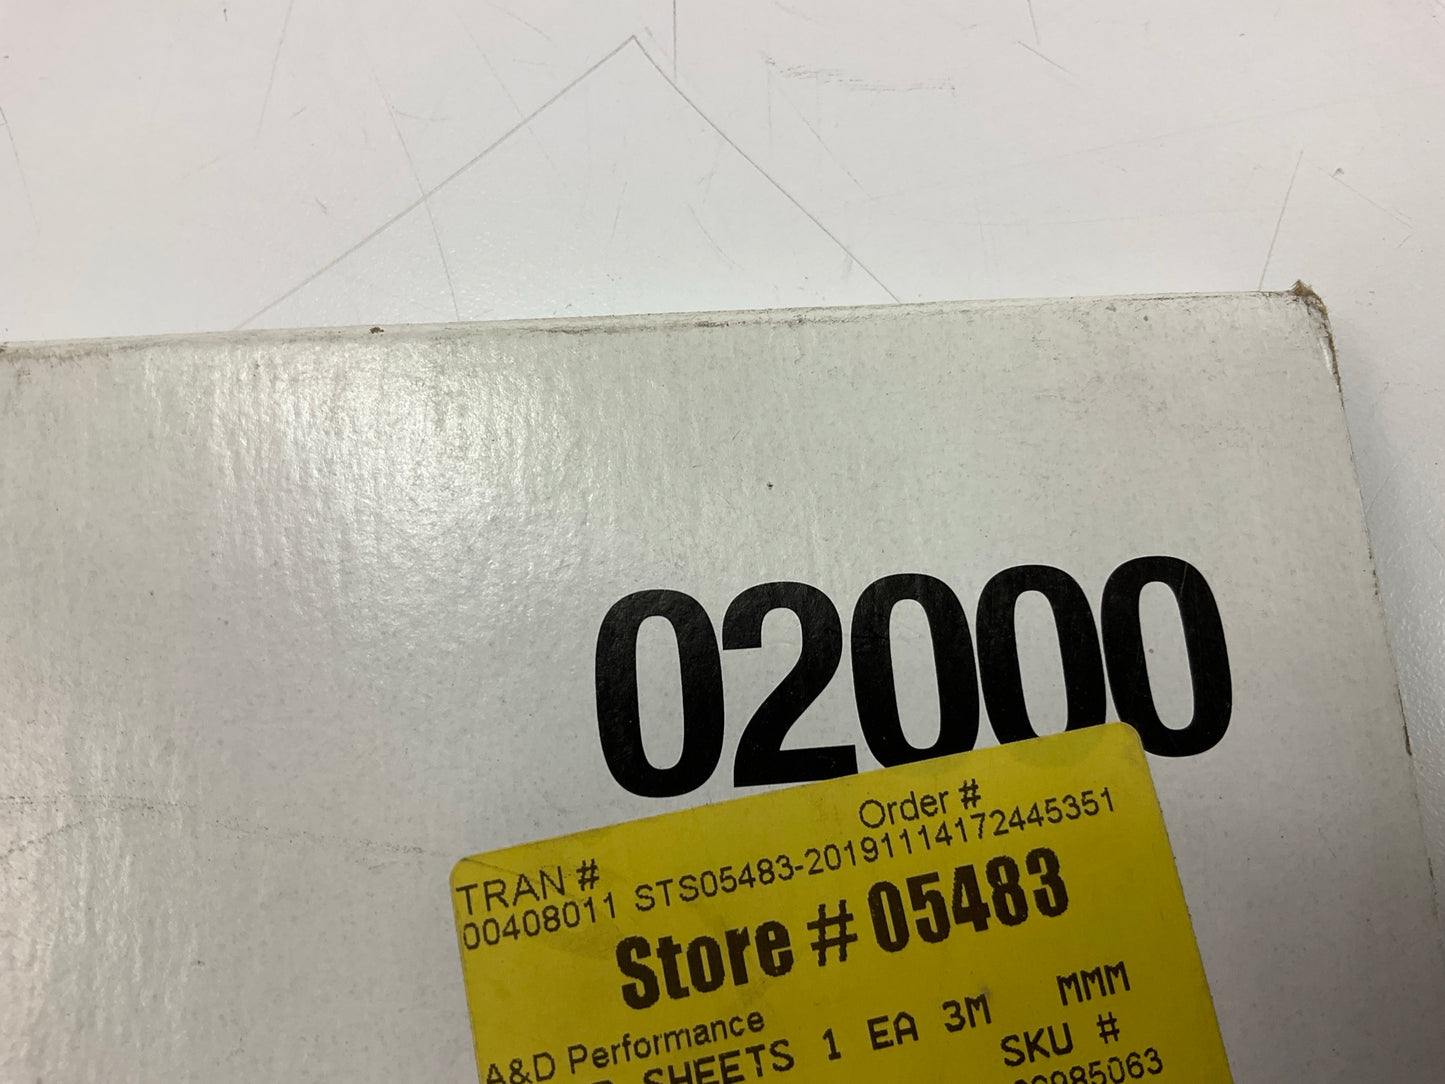 02000
Order #
TRAN #
00408011 STS05483-20191114172445351
Store # 05483
A&D Performance
SHEETS 1 EA 3M MMM
SKU #